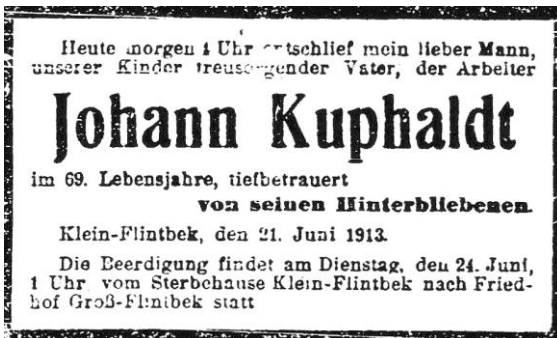 Heute morgen 1 Uhr entschlief mein lieber Mann,
unserer Kinder treusorgender Vater, der Arbeiter
Johann Kuphaldt
im 69. Lebensjahre, tiefbetrauert
von seinen Hinterbliebenen.
Klein-Flintbek, den 21. Juni 1913.
Die Beerdigung findet am Dienstag, den 24. Juni,
1 Uhr, vom Sterbehause Klein-Flintbek nach Fried-
hof Groß-Flintbek statt